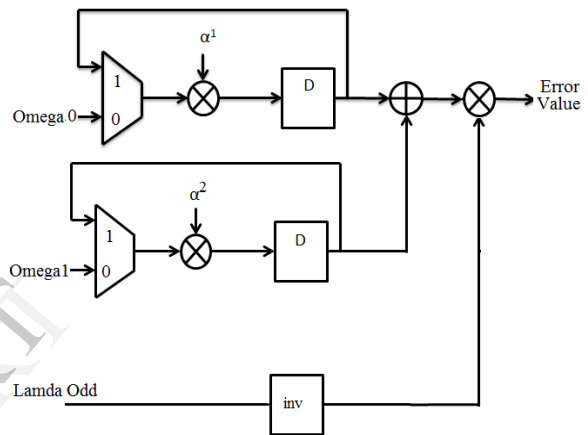 α¹
1
D
Error
Value
Omega 0
0
α²
1
D
Omega1
0
Lamda Odd
inv